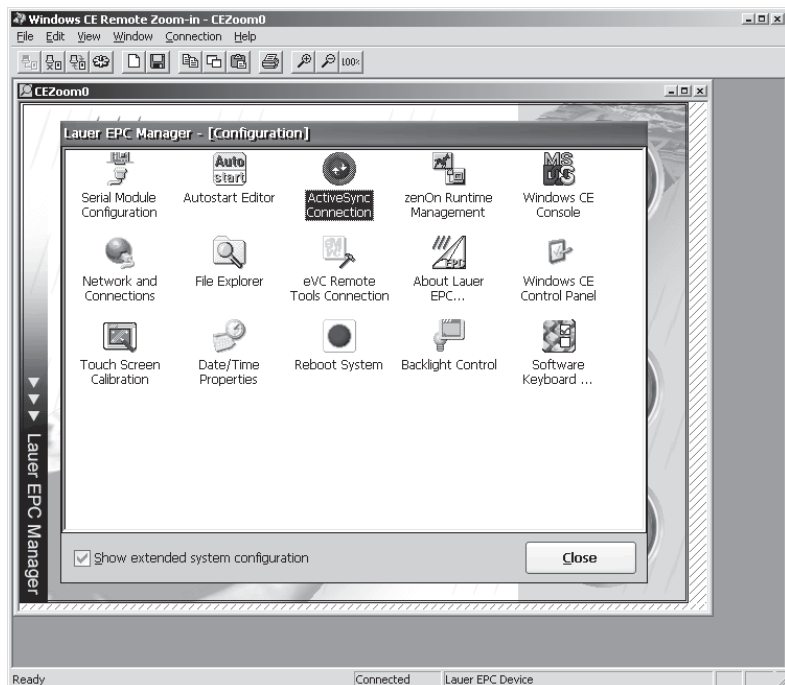 Windows CE Remote Zoom-in - CEZoom0
File Edit View Window Connection Help
100%
CEZoom0
Lauer EPC Manager - [Configuration]
Auto
start
MS
Serial Module
Configuration
Autostart Editor
ActiveSync
Connection
zenOn Runtime
Management
Windows CE
Console
EPC
Network and
Connections
File Explorer
eVC Remote
Tools Connection
About Lauer
EPC...
Windows CE
Control Panel
Touch Screen
Calibration
Date/Time
Properties
Reboot System
Backlight Control
Software
Keyboard ...
Lauer EPC Manager
Show extended system configuration
Close
Ready
Connected
Lauer EPC Device